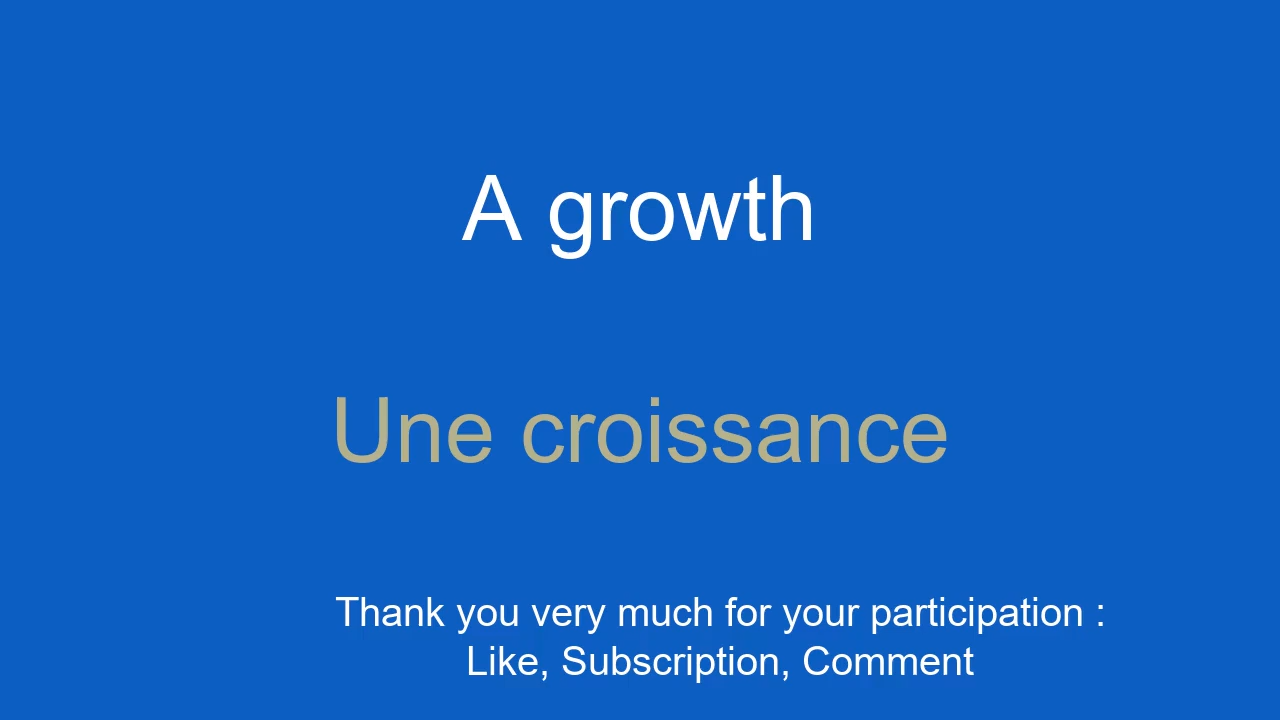 A growth
Une croissance
Thank you very much for your participation :
Like, Subscription, Comment